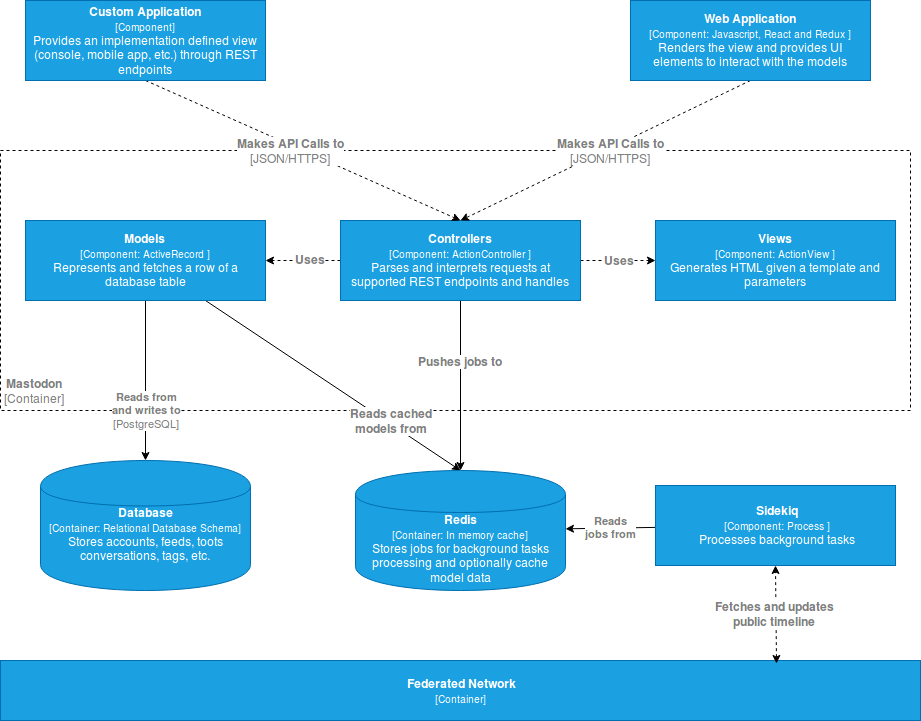 Custom Application
[Component]
Provides an implementation defined view
(console, mobile app, etc.) through REST
endpoints
Web Application
[Component: Javascript, React and Redux ]
Renders the view and provides UI
elements to interact with the models
Makes API Calls to
[JSON/HTTPS]
Makes API Calls to
[JSON/HTTPS]
Models
[Component: ActiveRecord ]
Represents and fetches a row of a
database table
Uses
Controllers
[Component: ActionController ]
Parses and interprets requests at
supported REST endpoints and handles
Uses
Views
[Component: ActionView ]
Generates HTML given a template and
parameters
Pushes jobs to
Mastodon
[Container]
Reads from
and writes to
[PostgreSQL]
Reads cached
models from
Database
[Container: Relational Database Schema]
Stores accounts, feeds, toots
conversations, tags, etc.
Redis
[Container: In memory cache]
Stores jobs for background tasks
processing and optionally cache
model data
Reads
jobs from
Sidekiq
[Component: Process ]
Processes background tasks
Fetches and updates
public timeline
Federated Network
[Container]